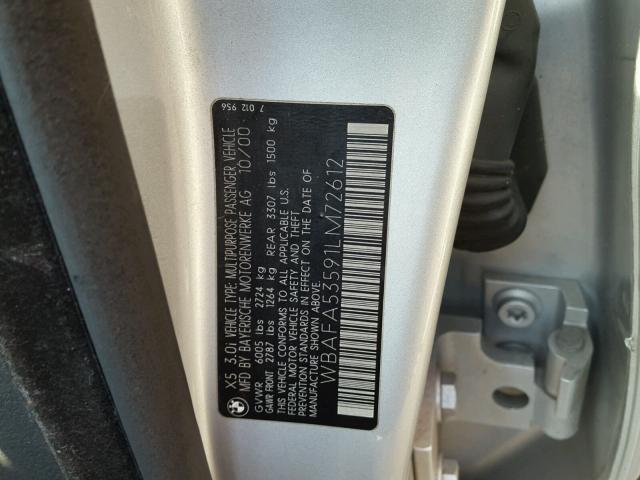 X5 3.0i VEHICLE TYPE: MULTIPURPOSE PASSENGER VEHICLE
MFD BY BAYERISCHE MOTORENWERKE AG 10/00
GVWR 6005 lbs 2724 kg
GAWR FRONT 2787 lbs 1264 kg REAR 3307 lbs 1500 kg
THIS VEHICLE CONFORMS TO ALL APPLICABLE U.S.
FEDERAL MOTOR VEHICLE SAFETY AND THEFT
PREVENTION STANDARDS IN EFFECT ON THE
DATE OF MANUFACTURE SHOWN ABOVE.
WBAFA53591LM72612
7 012 956